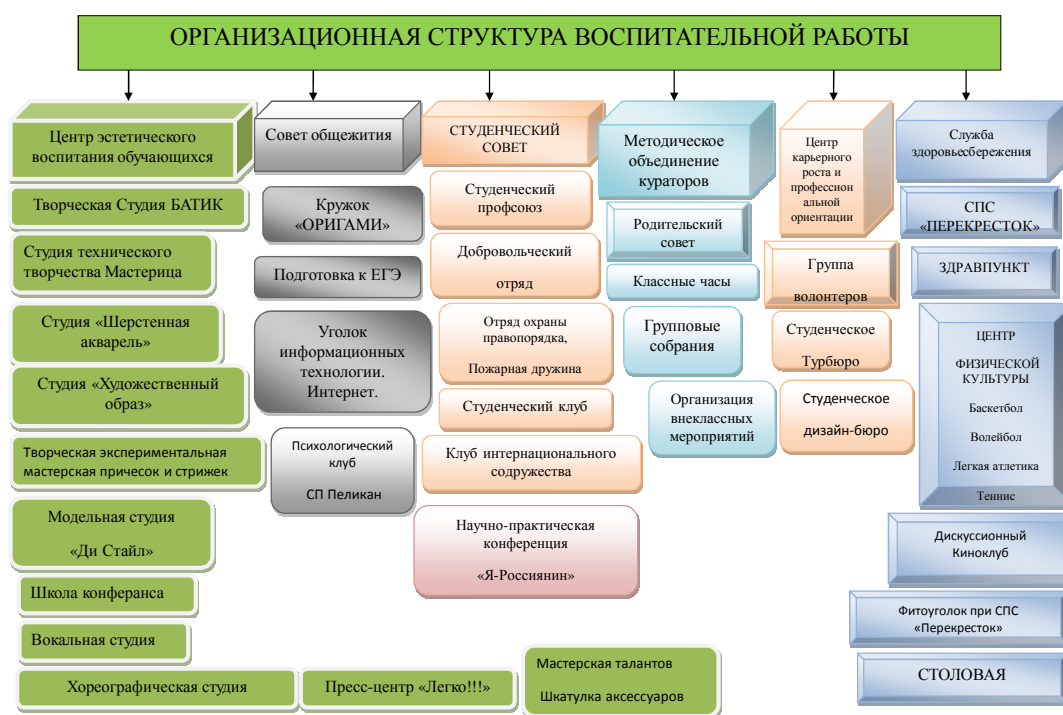 ОРГАНИЗАЦИОННАЯ СТРУКТУРА ВОСПИТАТЕЛЬНОЙ РАБОТЫ
Центр эстетического
воспитания обучающихся
Творческая Студия БАТИК
Студия технического
творчества Мастерица
Студия «Шерстенная
акварель»
Студия «Художественный
образ»
Творческая экспериментальная
мастерская причесок и стрижек
Модельная студия
«Ди Стайл»
Школа конферанса
Вокальная студия
Хореографическая студия
Пресс-центр «Легко!!!»
Мастерская талантов
Шкатулка аксессуаров
Совет общежития
Кружок
«ОРИГАМИ»
Подготовка к ЕГЭ
Уголок
информационных
технологии.
Интернет.
Психологический
клуб
СП Пеликан
СТУДЕНЧЕСКИЙ
СОВЕТ
Студенческий
профсоюз
Добровольческий
отряд
Отряд охраны
правопорядка,
Пожарная дружина
Студенческий клуб
Клуб интернационального
содружества
Научно-практическая
конференция
«Я-Россиянин»
Методическое
объединение
кураторов
Родительский
совет
Классные часы
Групповые
собрания
Организация
внеклассных
мероприятий
Центр
карьерного
роста и
профессион
альной
ориентации
Группа
волонтеров
Студенческое
Турбюро
Студенческое
дизайн-бюро
Служба
здоровьесбережения
СПС
«ПЕРЕКРЕСТОК»
ЗДРАВПУНКТ
ЦЕНТР
ФИЗИЧЕСКОЙ
КУЛЬТУРЫ
Баскетбол
Волейбол
Легкая атлетика
Теннис
Дискуссионный
Киноклуб
Фитоуголок при СПС
«Перекресток»
СТОЛОВАЯ